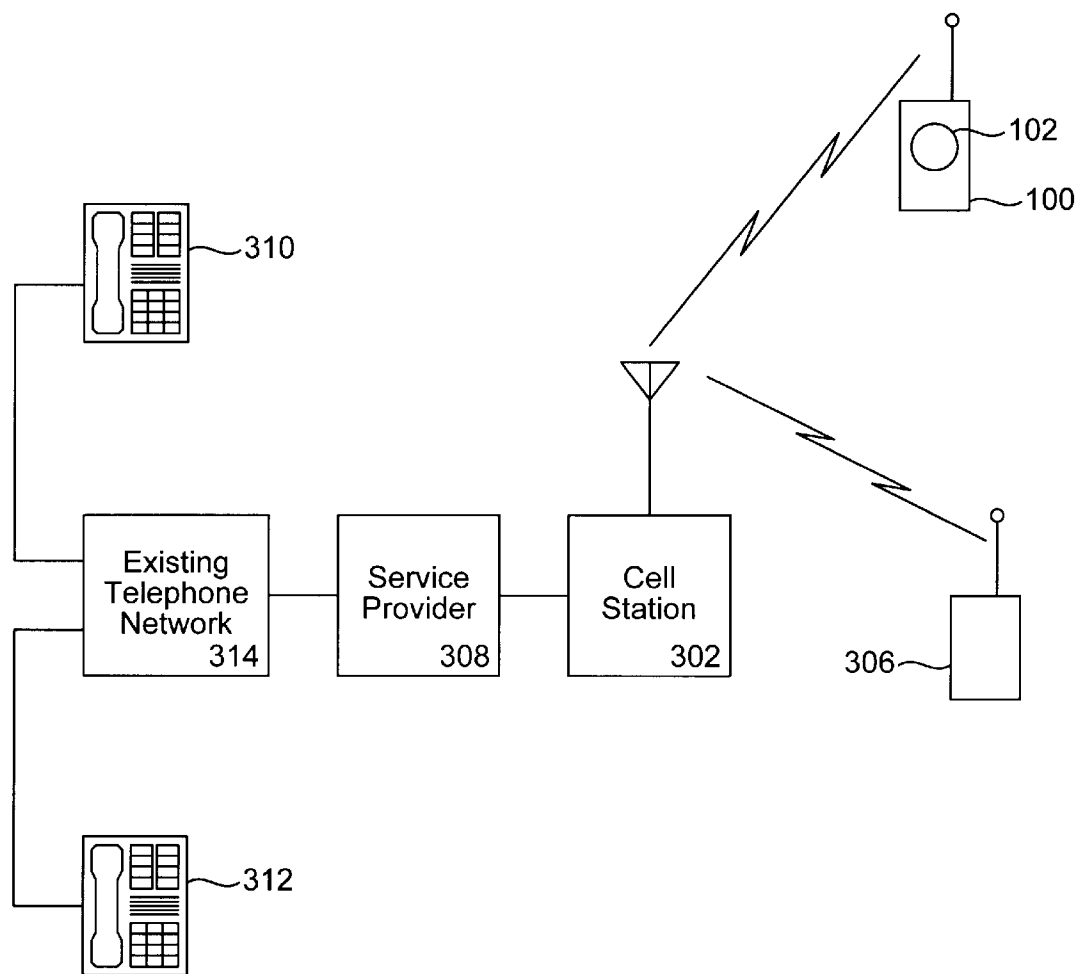 102
100
310
Existing
Telephone
Network
314
Service
Provider
308
Cell
Station
302
306
312